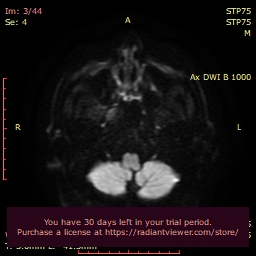 Im: 3/44
Se: 4
A
STP75
STP75
M
Ax DWI B 1000
R
L
You have 30 days left in your trial period.
Purchase a license at https://radiantviewer.com/store/